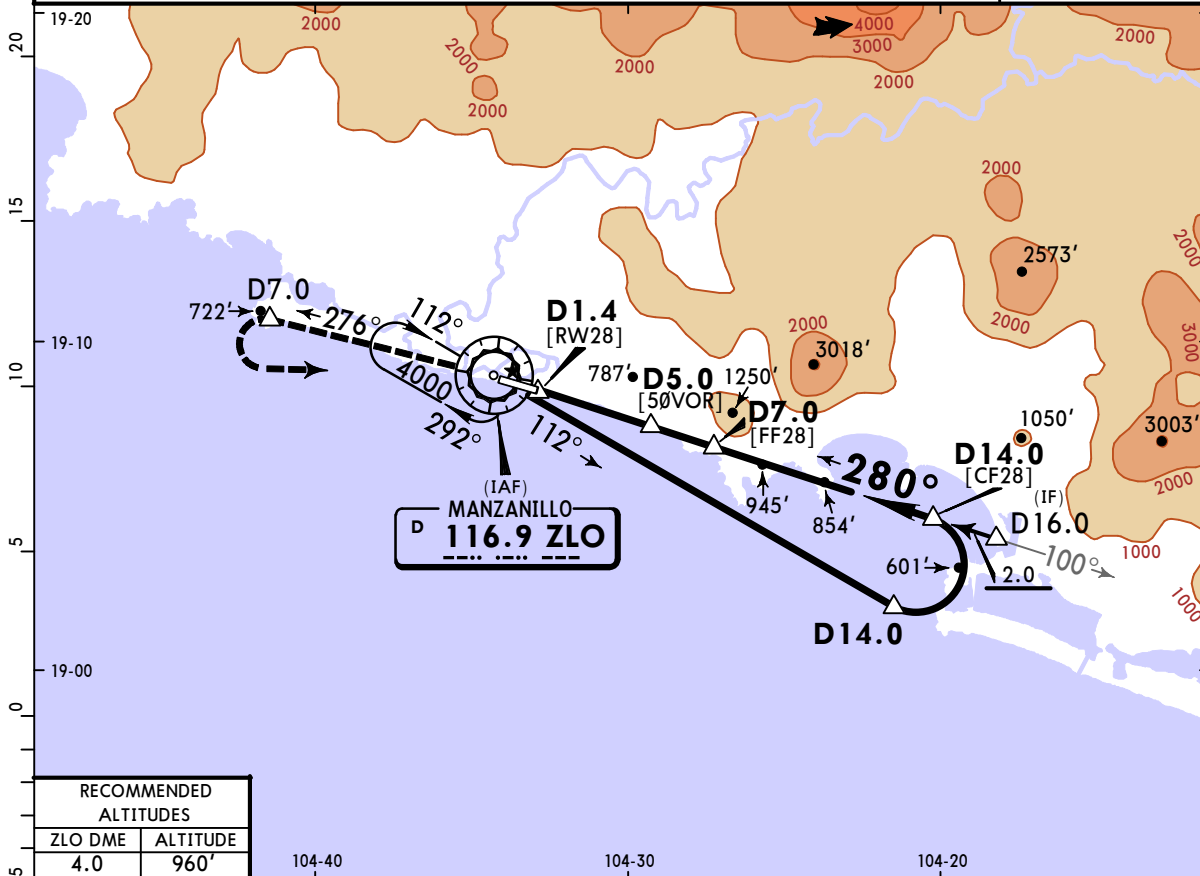 19-20
2000
4000
3000
2000
20
2000
2000
2000
2000
15
2000
2000
2573'
D7.0
722'
276°
112°
D1.4
[RW28]
2000
2000
3000
19-10
3018'
10
4000
787'
D5.0
[50VOR]
1250'
D7.0
[FF28]
292°
112°
1050'
3003'
280°
D14.0
[CF28]
2000
(IAF)
MANZANILLO
D 116.9 ZLO
945'
854'
(IF)
D16.0
5
1000
100°
601'
2.0
1000
D14.0
19-00
0
RECOMMENDED
ALTITUDES
ZLO DME ALTITUDE
4.0 960'
104-40
104-30
104-20
5